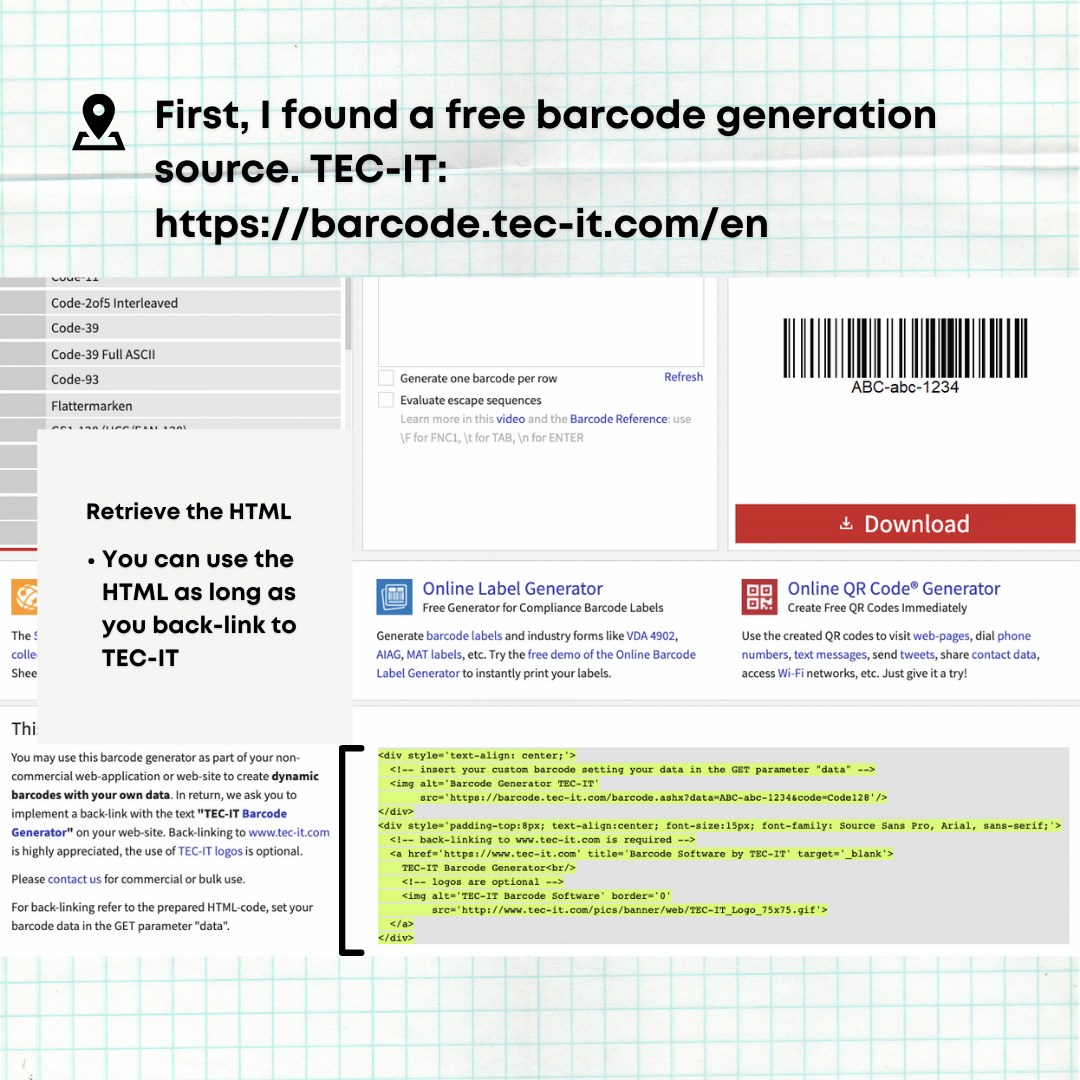 First, I found a free barcode generation
source. TEC-IT:
https://barcode.tec-it.com/en
Code-11
Code-2of5 Interleaved
Code-39
Code-39 Full ASCII
Code-93
Flattermarken
GS1-128 (UCC/EAN-128)
Generate one barcode per row
Refresh
Evaluate escape sequences
Learn more in this video and the Barcode Reference: use
\F for FNC1, \t for TAB, \n for ENTER
ABC-abc-1234
Download
Retrieve the HTML
• You can use the
HTML as long as
you back-link to
TEC-IT
The
Online Label Generator
Free Generator for Compliance Barcode Labels
Generate barcode labels and industry forms like VDA 4902,
AIAG, MAT labels, etc. Try the free demo of the Online Barcode
Label Generator to instantly print your labels.
Online QR Code® Generator
Create Free QR Codes Immediately
Use the created QR codes to visit web-pages, dial phone
numbers, text messages, send tweets, share contact data,
access Wi-Fi networks, etc. Just give it a try!
You may use this barcode generator as part of your non-
commercial web-application or web-site to create dynamic
barcodes with your own data. In return, we ask you to
implement a back-link with the text "TEC-IT Barcode
Generator" on your web-site. Back-linking to www.tec-it.com
is highly appreciated, the use of TEC-IT logos is optional.
Please contact us for commercial or bulk use.
For back-linking refer to the prepared HTML-code, set your
barcode data in the GET parameter "data".
<div style='text-align: center;'>
<!-- insert your custom barcode setting your data in the GET parameter "data" -->
<img alt='Barcode Generator TEC-IT'
src='https://barcode.tec-it.com/barcode.ashx?data=ABC-abc-1234&code=Code128'/>
</div>
<div style='padding-top:8px; text-align:center; font-size:15px; font-family: Source Sans Pro, Arial, sans-serif;'>
<!-- back-linking to www.tec-it.com is required -->
<a href='https://www.tec-it.com' title='Barcode Software by TEC-IT' target='_blank'>
TEC-IT Barcode Generator<br/>
<!-- logos are optional -->
<img alt='TEC-IT Barcode Software' border='0'
src='http://www.tec-it.com/pics/banner/web/TEC-IT_Logo_75x75.gif'>
</a>
</div>